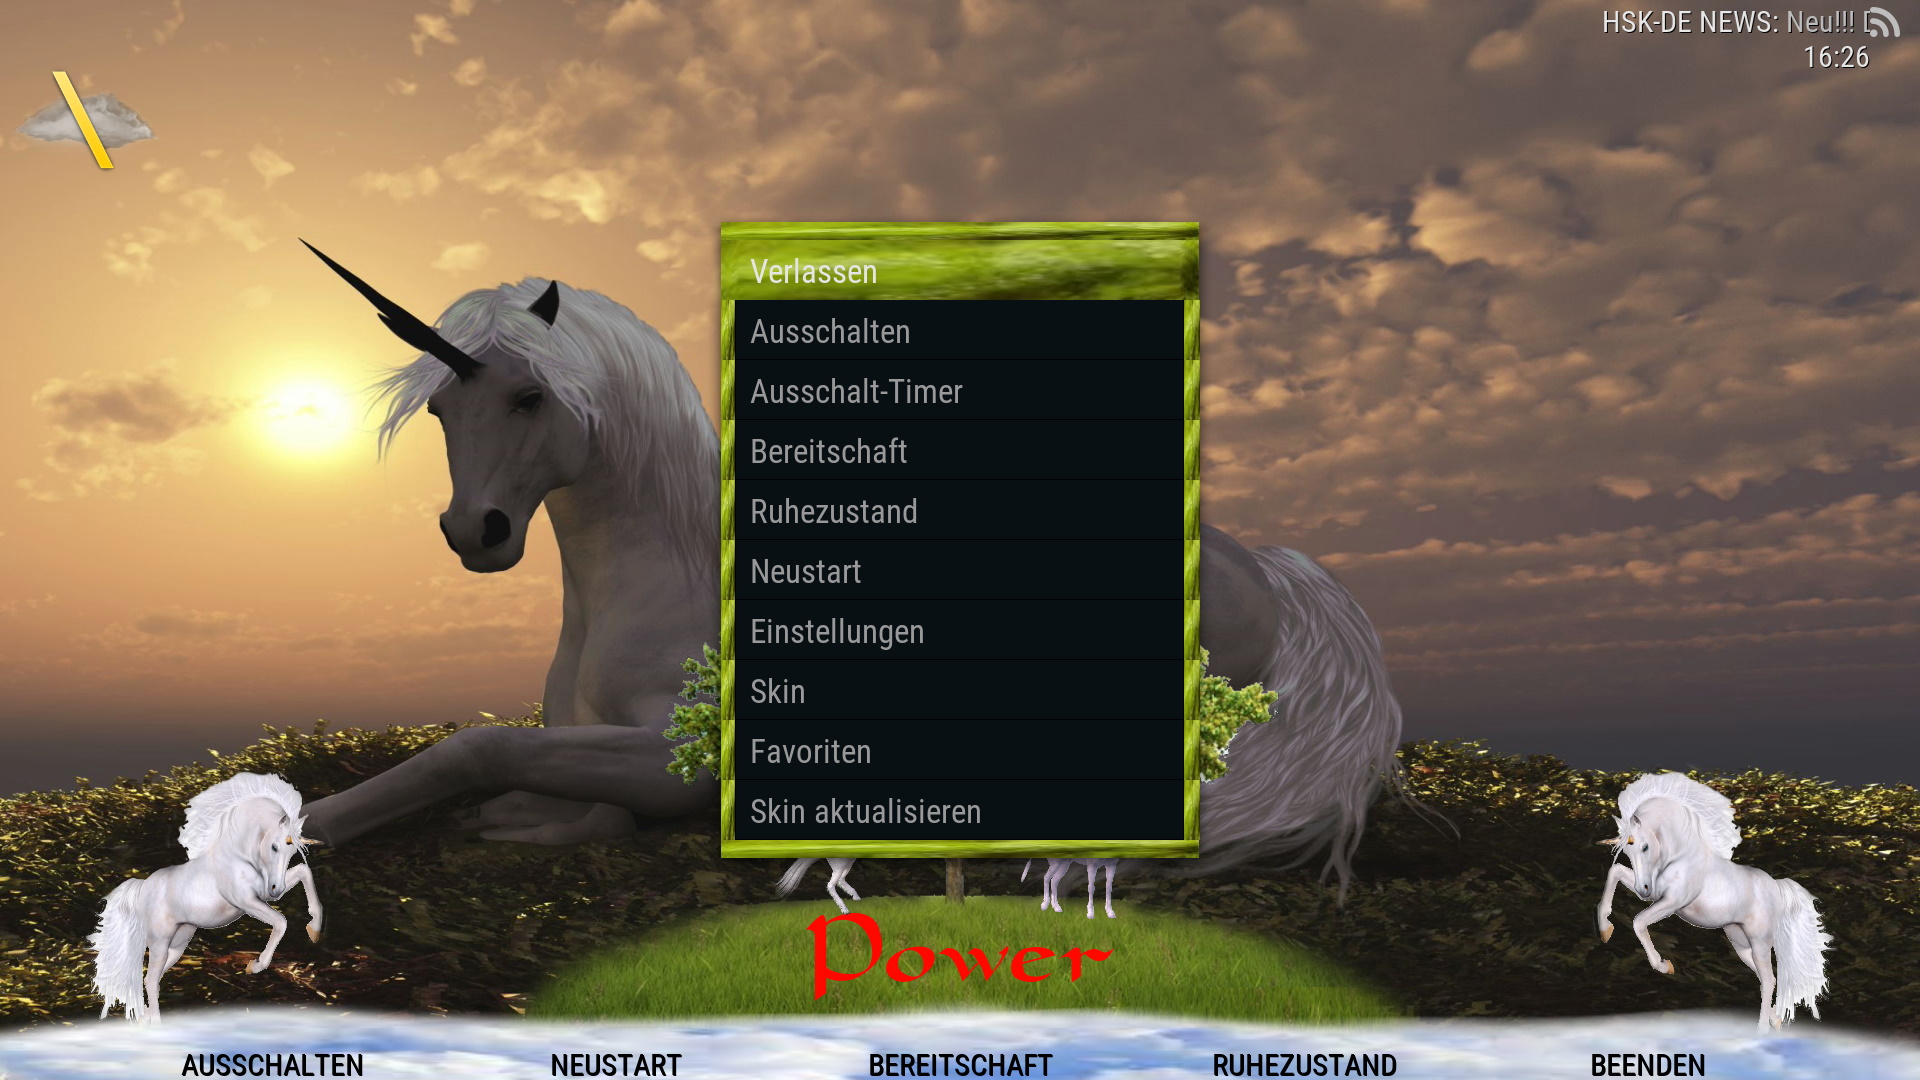 HSK-DE NEWS: Neu!!!
16:26
Verlassen
Ausschalten
Ausschalt-Timer
Bereitschaft
Ruhezustand
Neustart
Einstellungen
Skin
Favoriten
Skin aktualisieren
Power
AUSSCHALTEN NEUSTART BEREITSCHAFT RUHEZUSTAND BEENDEN